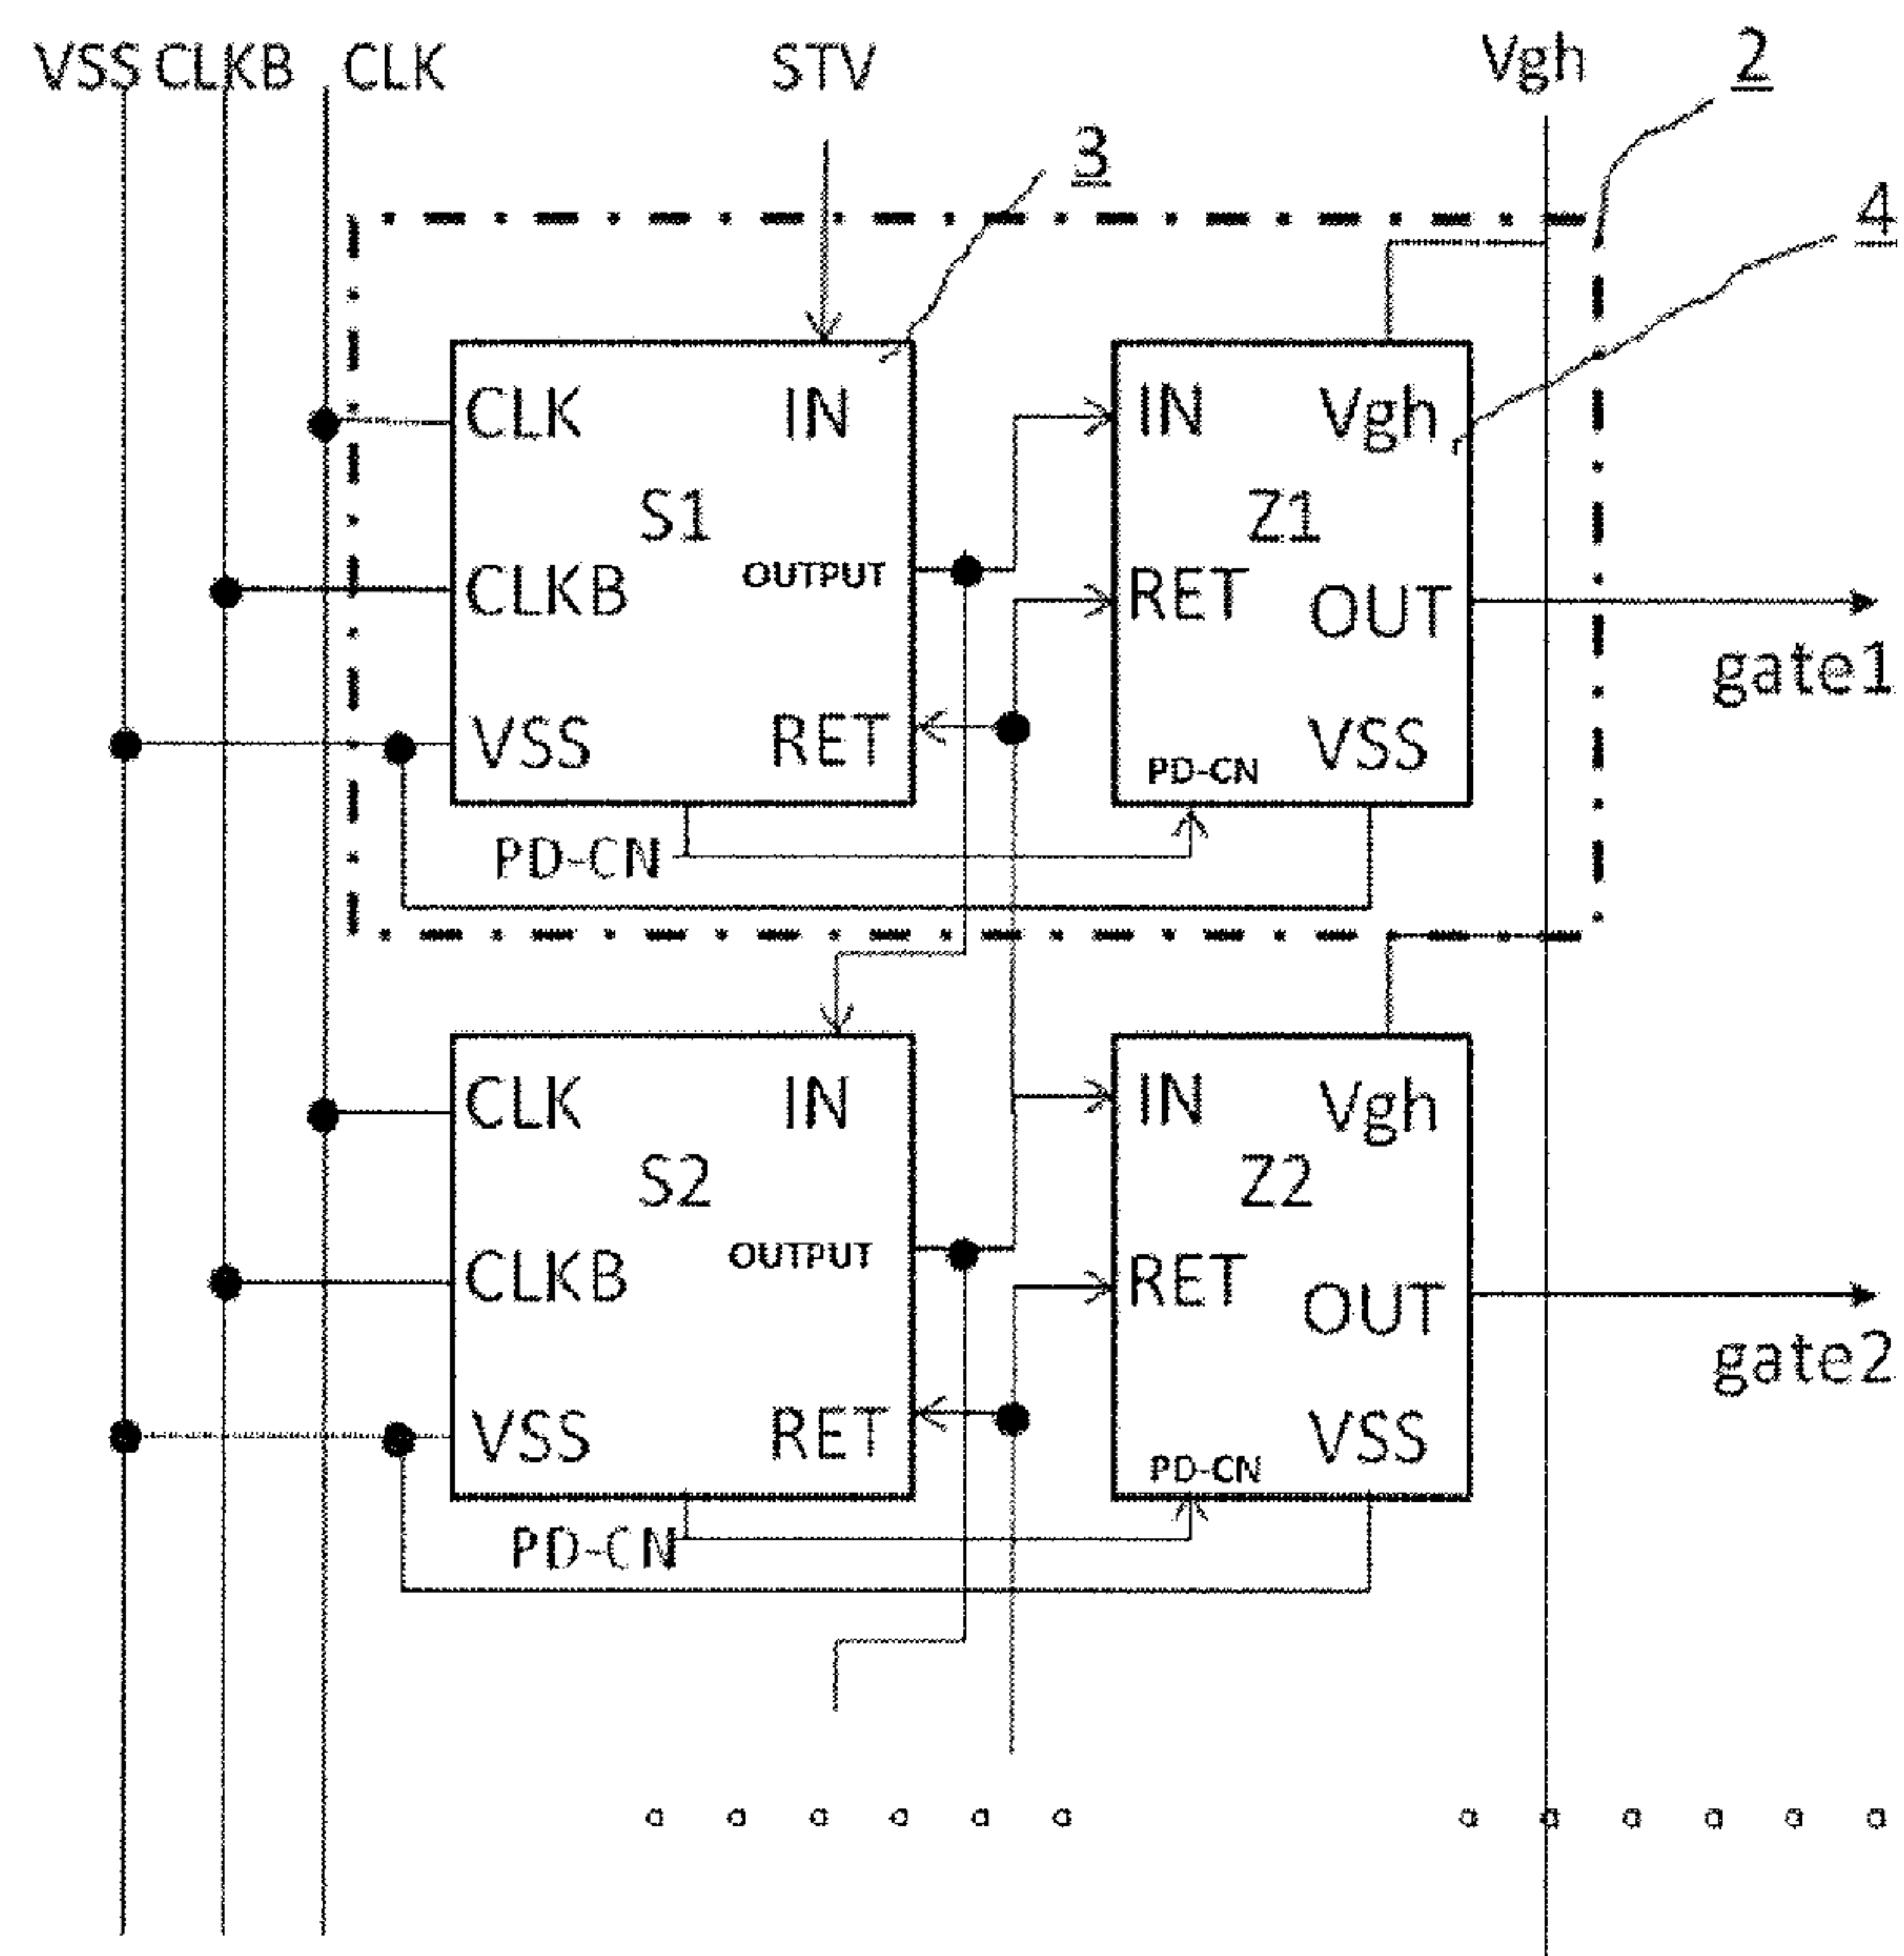 VSS CLKB CLK STV Vgh 2
3
4
CLK IN IN Vgh
S1 Z1
CLKB OUTPUT RET OUT
gate1
VSS RET PD-CN VSS
PD-CN
CLK IN IN Vgh
S2 Z2
CLKB OUTPUT RET OUT
gate2
VSS RET PD-CN VSS
PD-CN